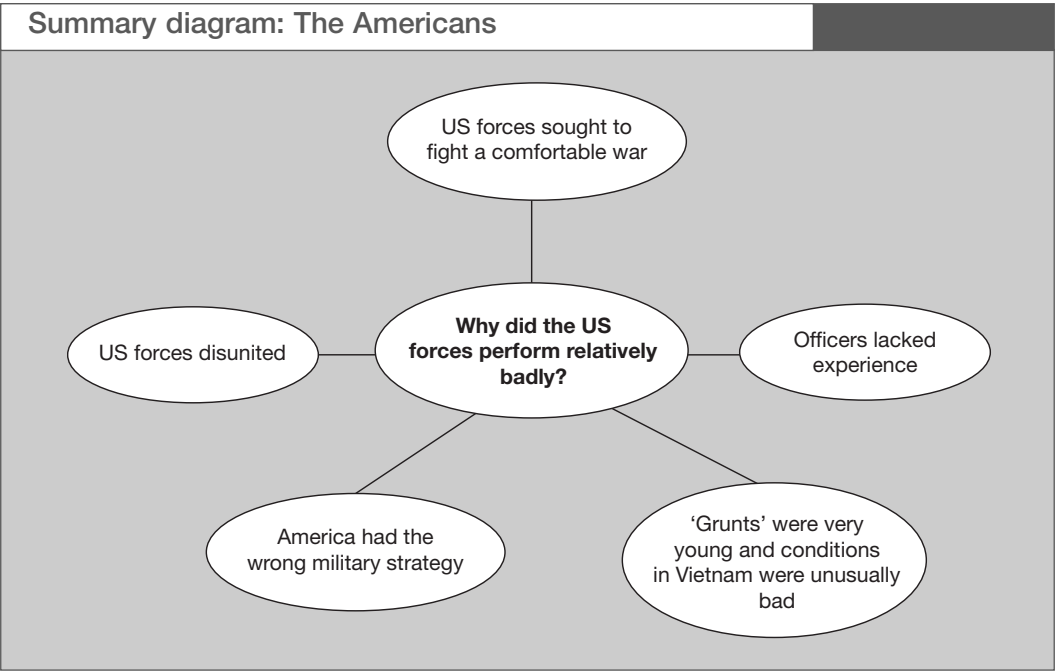 Summary diagram: The Americans
US forces sought to
fight a comfortable war
Why did the US
forces perform relatively
badly?
US forces disunited
Officers lacked
experience
America had the
wrong military strategy
‘Grunts’ were very
young and conditions
in Vietnam were unusually
bad